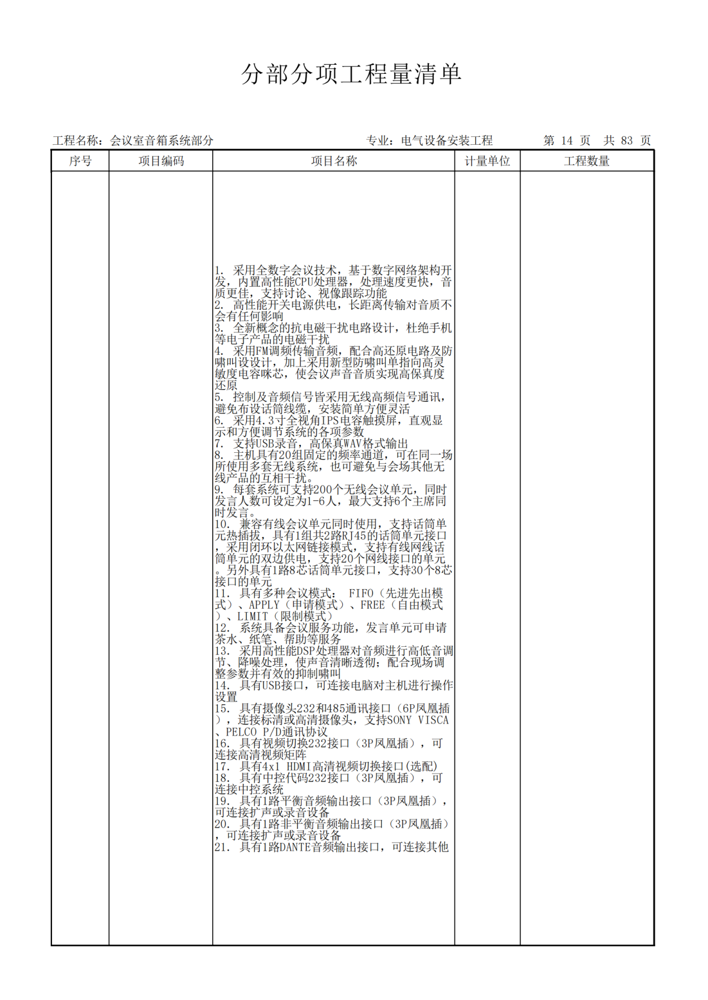 分部分项工程量清单
工程名称：会议室音箱系统部分 专业：电气设备安装工程 第 14 页 共 83 页
序号 项目编码 项目名称 计量单位 工程数量
1. 采用全数字会议技术，基于数字网络架构开
发，内置高性能CPU处理器，处理速度更快，音
质更佳，支持讨论、视像跟踪功能
2. 高性能开关电源供电，长距离传输对音质不
会有任何影响
3. 全新概念的抗电磁干扰电路设计，杜绝手机
等电子产品的电磁干扰
4. 采用FM调频传输音频，配合高还原电路及防
啸叫设设计，加上采用新型防啸叫单指向高灵
敏度电容咪芯，使会议声音音质实现高保真度
还原
5. 控制及音频信号皆采用无线高频信号通讯，
避免布设话筒线缆，安装简单方便灵活
6. 采用4.3寸全视角IPS电容触摸屏，直观显
示和方便调节系统的各项参数
7. 支持USB录音，高保真WAV格式输出
8. 主机具有20组固定的频率通道，可在同一场
所使用多套无线系统，也可避免与会场其他无
线产品的互相干扰。
9. 每套系统可支持200个无线会议单元，同时
发言人数可设定为1-6人，最大支持6个主席同
时发言。
10. 兼容有线会议单元同时使用，支持话筒单
元热插拔，具有1组共2路RJ45的话筒单元接口
，采用闭环以太网链接模式，支持有线网线话
筒单元的双边供电，支持20个网线接口的单元
。另外具有1路8芯话筒单元接口，支持30个8芯
接口的单元
11. 具有多种会议模式： FIFO（先进先出模
式）、APPLY（申请模式）、FREE（自由模式
）、LIMIT（限制模式）
12. 系统具备会议服务功能，发言单元可申请
茶水、纸笔、帮助等服务
13. 采用高性能DSP处理器对音频进行高低音调
节、降噪处理，使声音清晰透彻；配合现场调
整参数并有效的抑制啸叫
14. 具有USB接口，可连接电脑对主机进行操作
设置
15. 具有摄像头232和485通讯接口（6P凤凰插
），连接标清或高清摄像头，支持SONY VISCA
、PELCO P/D通讯协议
16. 具有视频切换232接口（3P凤凰插），可
连接高清视频矩阵
17. 具有4x1 HDMI高清视频切换接口(选配)
18. 具有中控代码232接口（3P凤凰插），可
连接中控系统
19. 具有1路平衡音频输出接口（3P凤凰插），
可连接扩声或录音设备
20. 具有1路非平衡音频输出接口（3P凤凰插）
，可连接扩声或录音设备
21. 具有1路DANTE音频输出接口，可连接其他